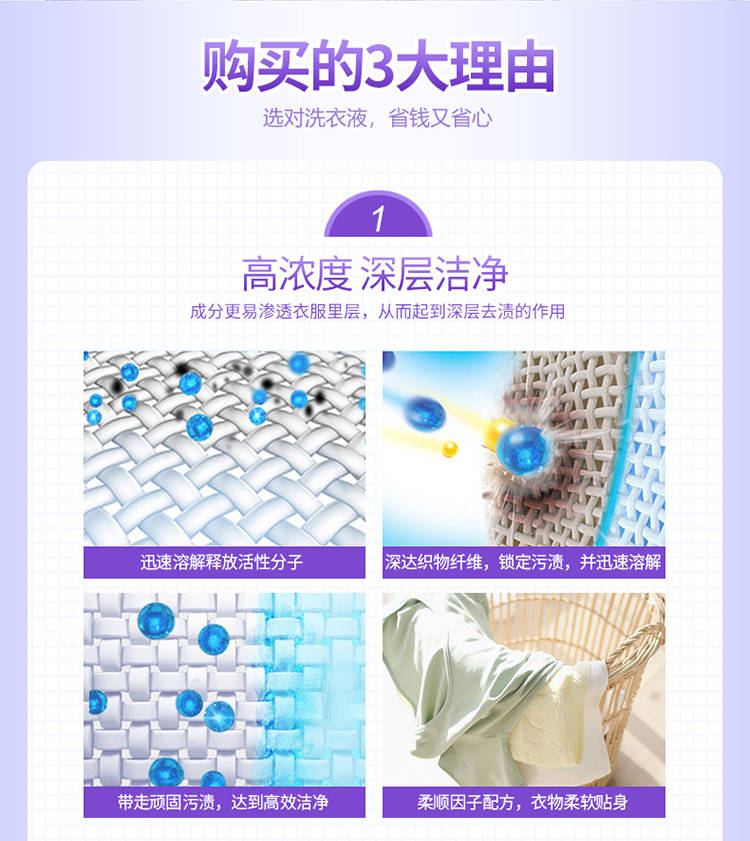 购买的3大理由
选对洗衣液，省钱又省心
1
高浓度 深层洁净
成分更易渗透衣服里层，从而起到深层去渍的作用
迅速溶解释放活性分子
深达织物纤维，锁定污渍，并迅速溶解
带走顽固污渍，达到高效洁净
柔顺因子配方，衣物柔软贴身